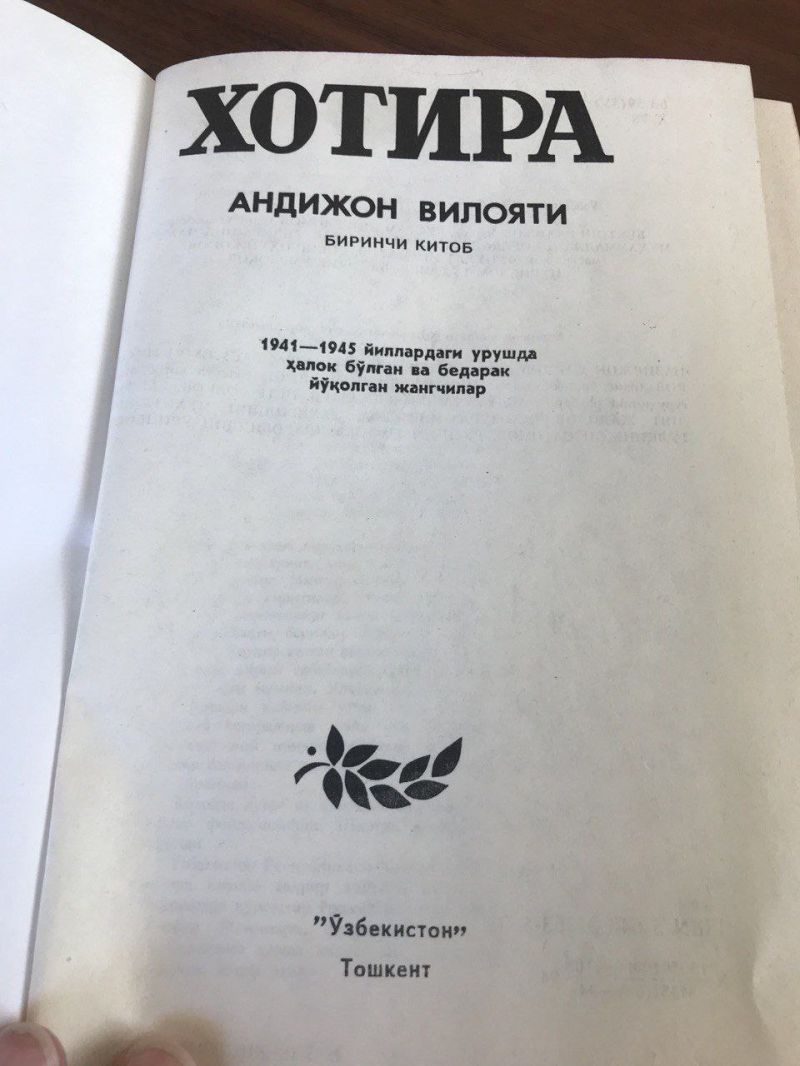 ХОТИРА
АНДИЖОН ВИЛОЯТИ
БИРИНЧИ КИТОБ
1941—1945 йиллардаги урушда
ҳалок бўлган ва бедарак
йўқолган жангчилар
”Ўзбекистон”
Тошкент